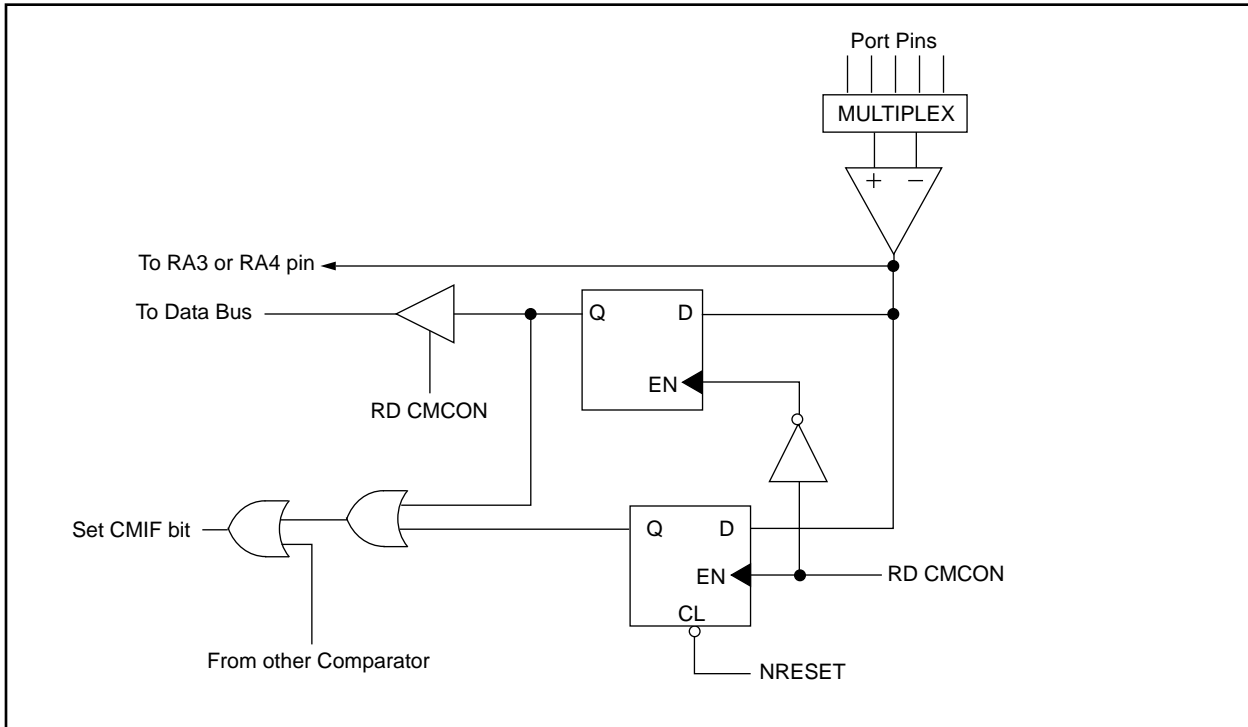 Port Pins
MULTIPLEX
+ −
To RA3 or RA4 pin
To Data Bus
Q D
EN
RD CMCON
Set CMIF bit
Q D
EN
RD CMCON
CL
From other Comparator
NRESET